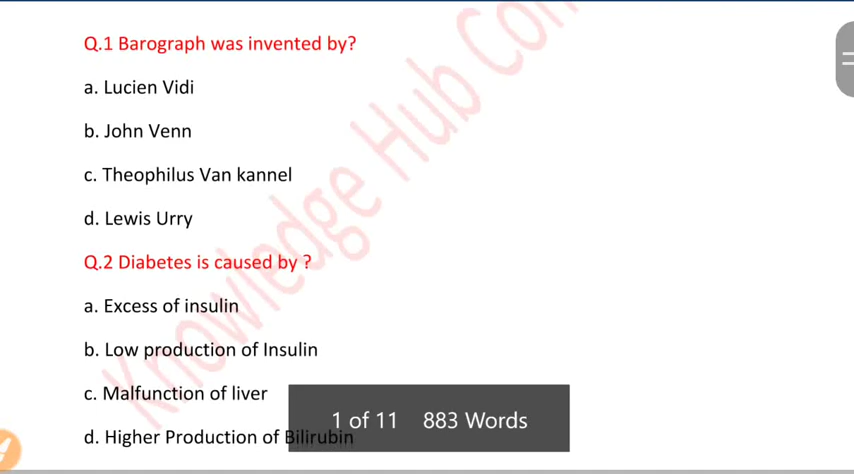 Q.1 Barograph was invented by?
a. Lucien Vidi
b. John Venn
c. Theophilus Van kannel
d. Lewis Urry
Q.2 Diabetes is caused by ?
a. Excess of insulin
b. Low production of Insulin
c. Malfunction of liver
1 of 11 883 Words
d. Higher Production of Bilirubin
Knowledge Hub Com